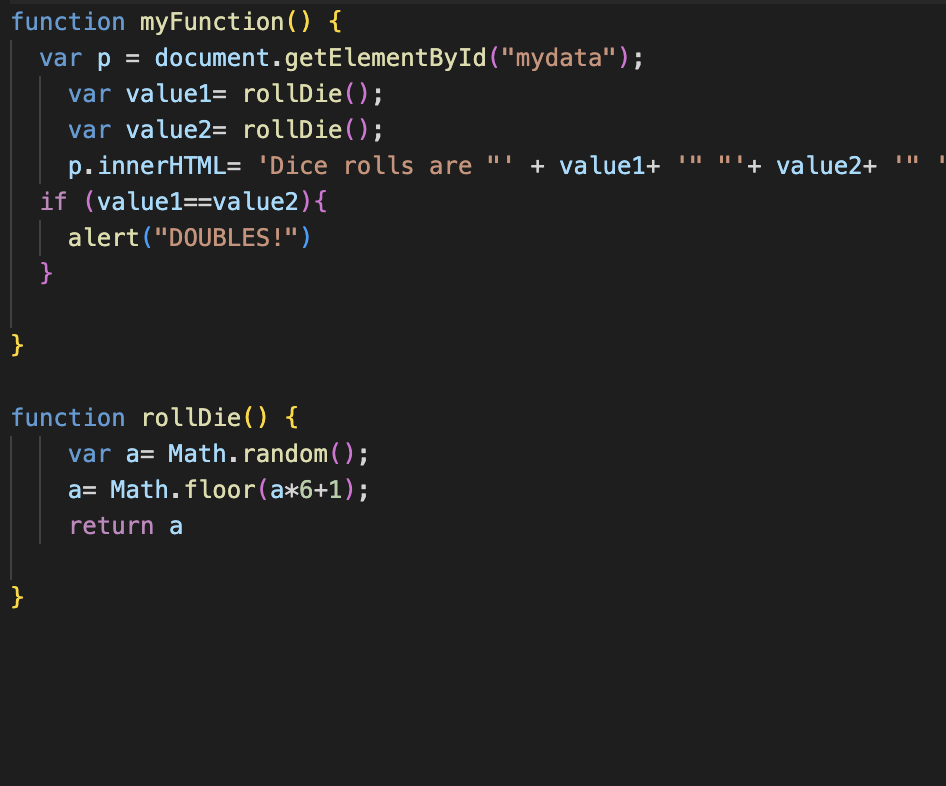 function myFunction() {
var p = document.getElementById("mydata");
var value1= rollDie();
var value2= rollDie();
p.innerHTML= 'Dice rolls are "' + value1+ '" "'+ value2+ '" '
if (value1==value2){
alert("DOUBLES!")
}
}
function rollDie() {
var a= Math.random();
a= Math.floor(a*6+1);
return a
}